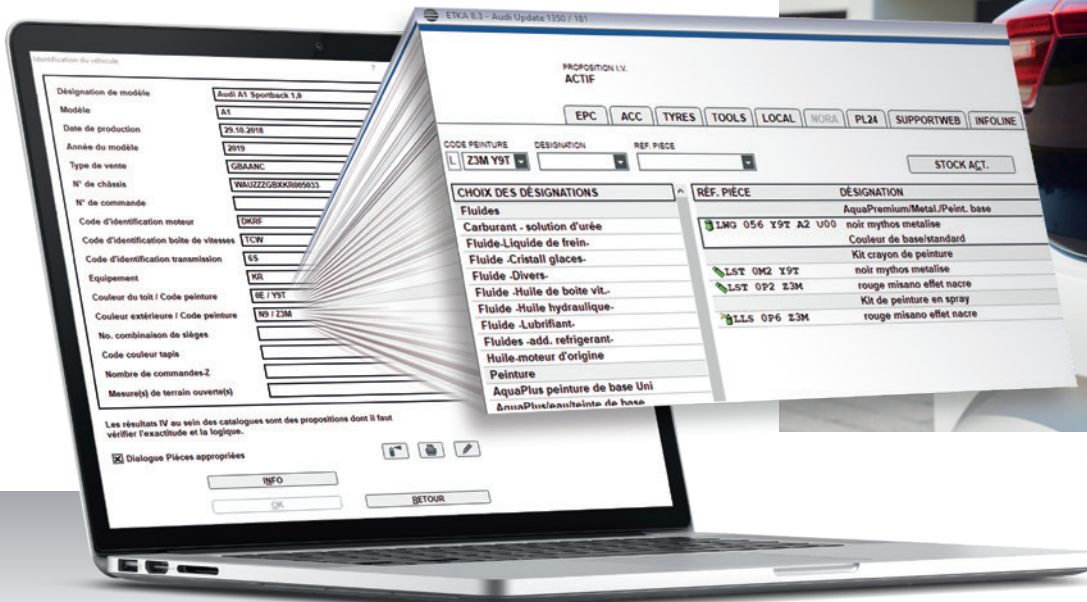 Identification du véhicule ?
Désignation de modèle Audi A1 Sportback 1,0
Modèle A1
Date de production 29.10.2018
Année du modèle 2019
Type de vente GBAANC
N° de châssis WAUZZZGBXKR005033
N° de commande
Code d'identification moteur DKRF
Code d'identification boîte de vitesses TCW
Code d'identification transmission 6S
Equipement KR
Couleur du toit / Code peinture 0E / Y9T
Couleur extérieure / Code peinture N9 / Z3M
No. combinaison de sièges
Code couleur tapis
Nombre de commandes-Z
Mesure(s) de terrain ouverte(s)
Les résultats IV au sein des catalogues sont des propositions dont il faut
vérifier l'exactitude et la logique.
Dialogue Pièces appropriées
INFO
OK
RETOUR
ETKA 8.3 - Audi Update 1350 / 181
PROPOSITION I.V.
ACTIF
EPC ACC TYRES TOOLS LOCAL NORA PL24 SUPPORTWEB INFOLINE
CODE PEINTURE DÉSIGNATION RÉF. PIÈCE
L Z3M Y9T STOCK ACT.
CHOIX DES DÉSIGNATIONS
Fluides
Carburant - solution d'urée
Fluide-Liquide de frein-
Fluide -Cristall glaces-
Fluide -Divers-
Fluide -Huile de boite vit.-
Fluide -Huile hydraulique-
Fluide -Lubrifiant-
Fluides -add. refrigerant-
Huile-moteur d'origine
Peinture
AquaPlus peinture de base Uni
AquaPlus/eau/teinte de base
RÉF. PIÈCE DÉSIGNATION
AquaPremium/Metal./Peint. base
LWG 056 Y9T A2 U00 noir mythos metalise
Couleur de base/standard
Kit crayon de peinture
LST 0M2 Y9T noir mythos metalise
LST 0P2 Z3M rouge misano effet nacre
Kit de peinture en spray
LLS 0P6 Z3M rouge misano effet nacre